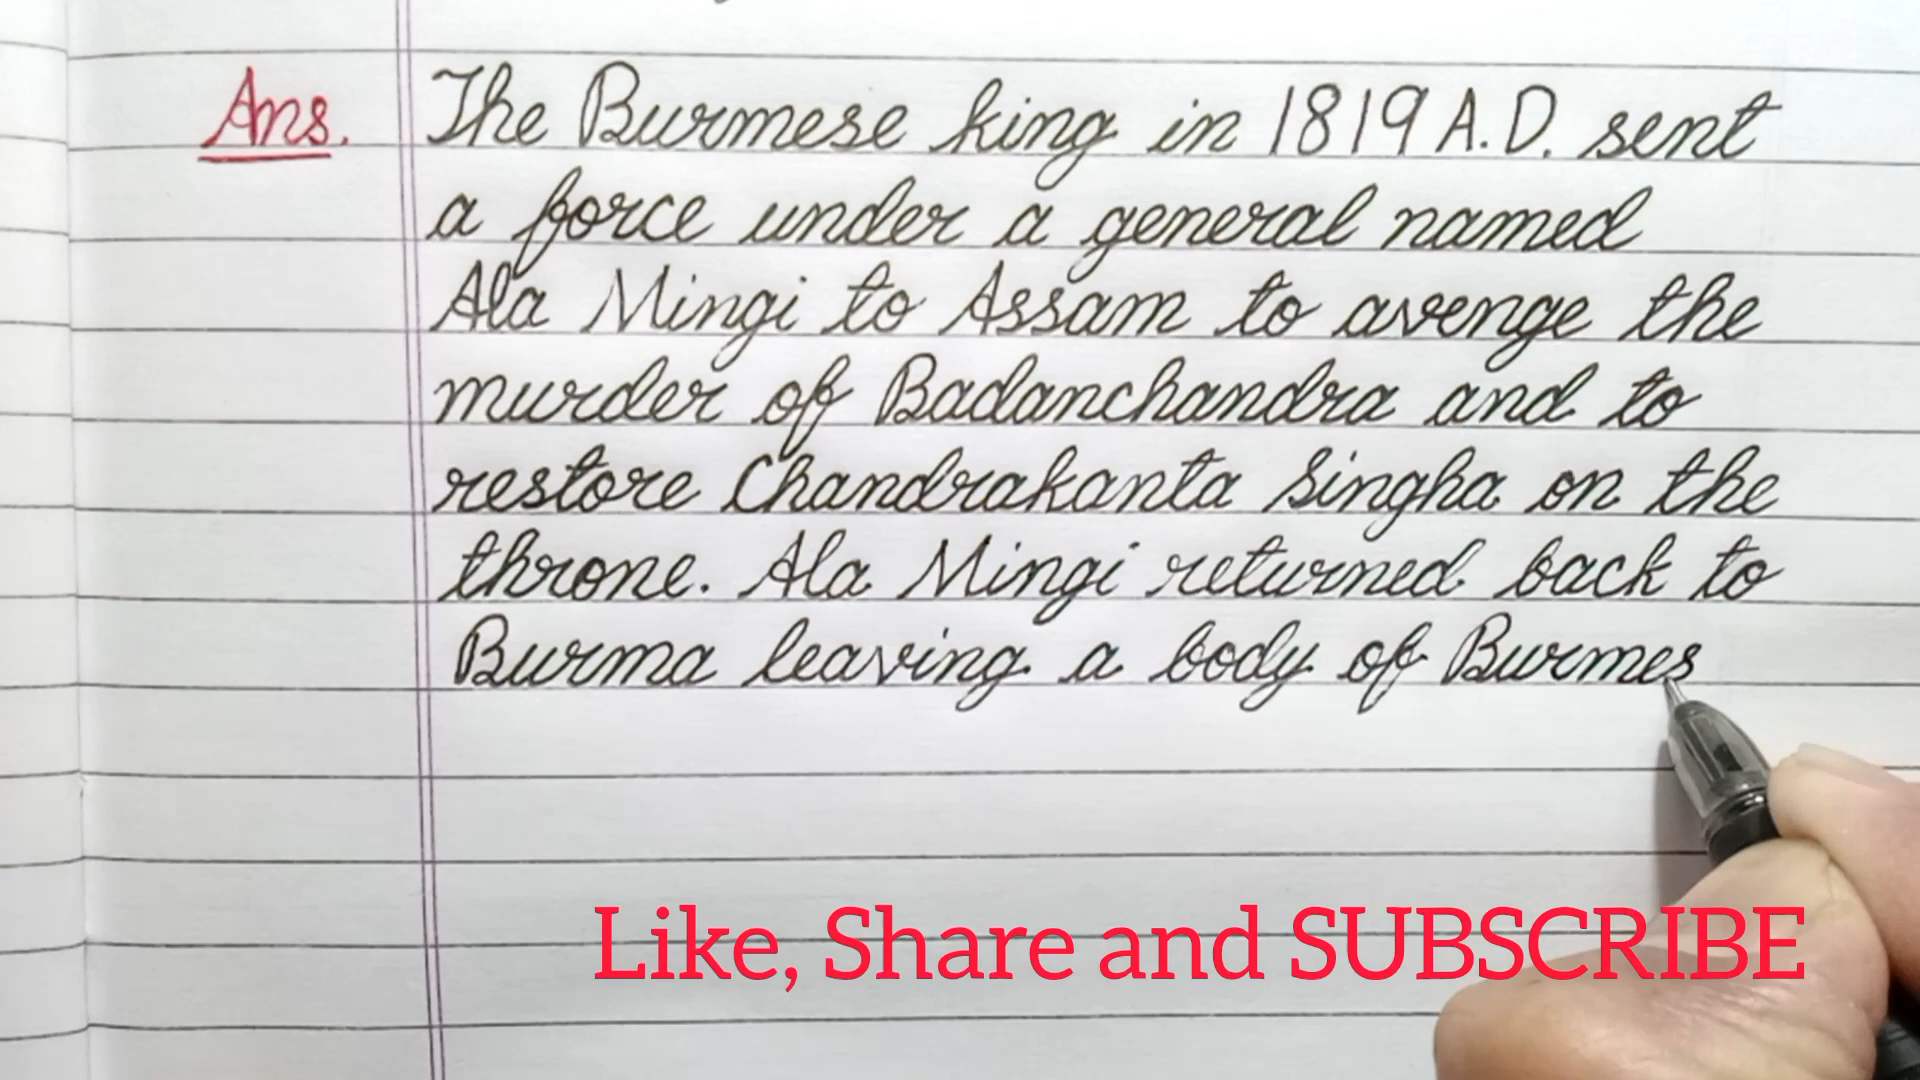 Ans. The Burmese king in 1819 A.D. sent
a force under a general named
Ala Mingi to Assam to avenge the
murder of Badanchandra and to
restore Chandrakanta Singha on the
throne. Ala Mingi returned back to
Burma leaving a body of Burmes
Like, Share and SUBSCRIBE